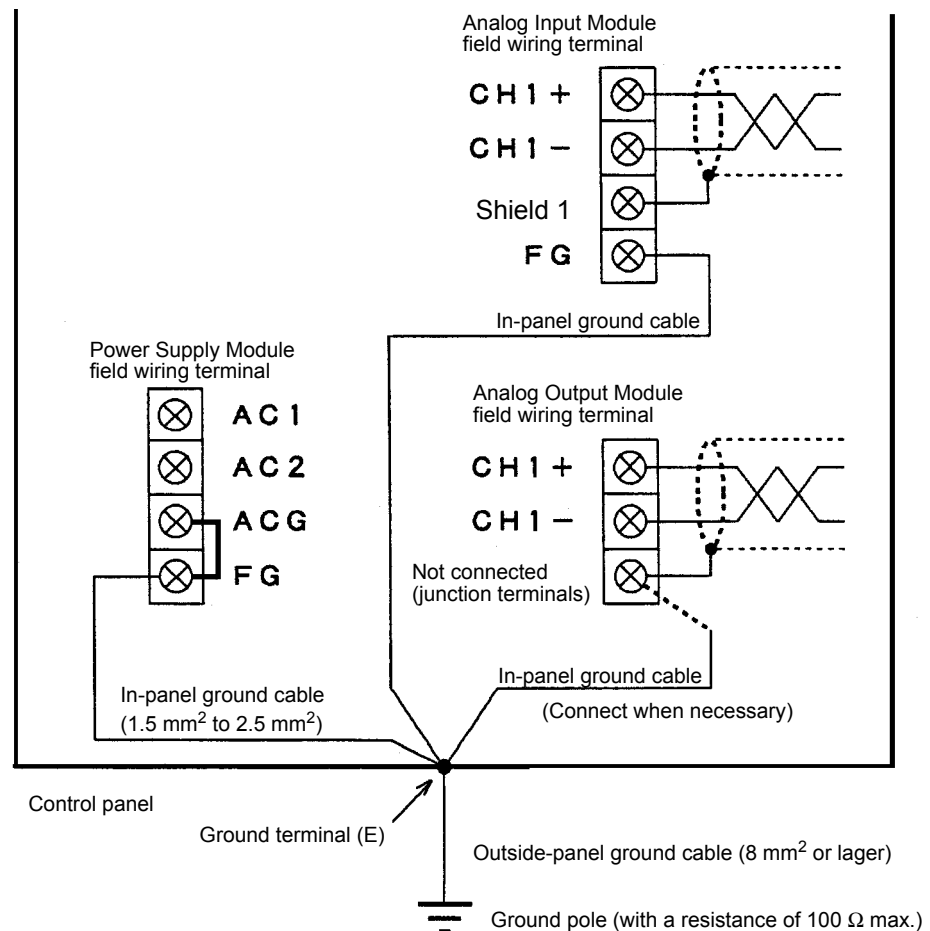 Analog Input Module
field wiring terminal
CH1+
CH1−
Shield 1
FG
In-panel ground cable
Power Supply Module
field wiring terminal
AC1
AC2
ACG
FG
Analog Output Module
field wiring terminal
CH1+
CH1−
Not connected
(junction terminals)
In-panel ground cable
(Connect when necessary)
In-panel ground cable
(1.5 mm² to 2.5 mm²)
Control panel
Ground terminal (E)
Outside-panel ground cable (8 mm² or lager)
Ground pole (with a resistance of 100 Ω max.)